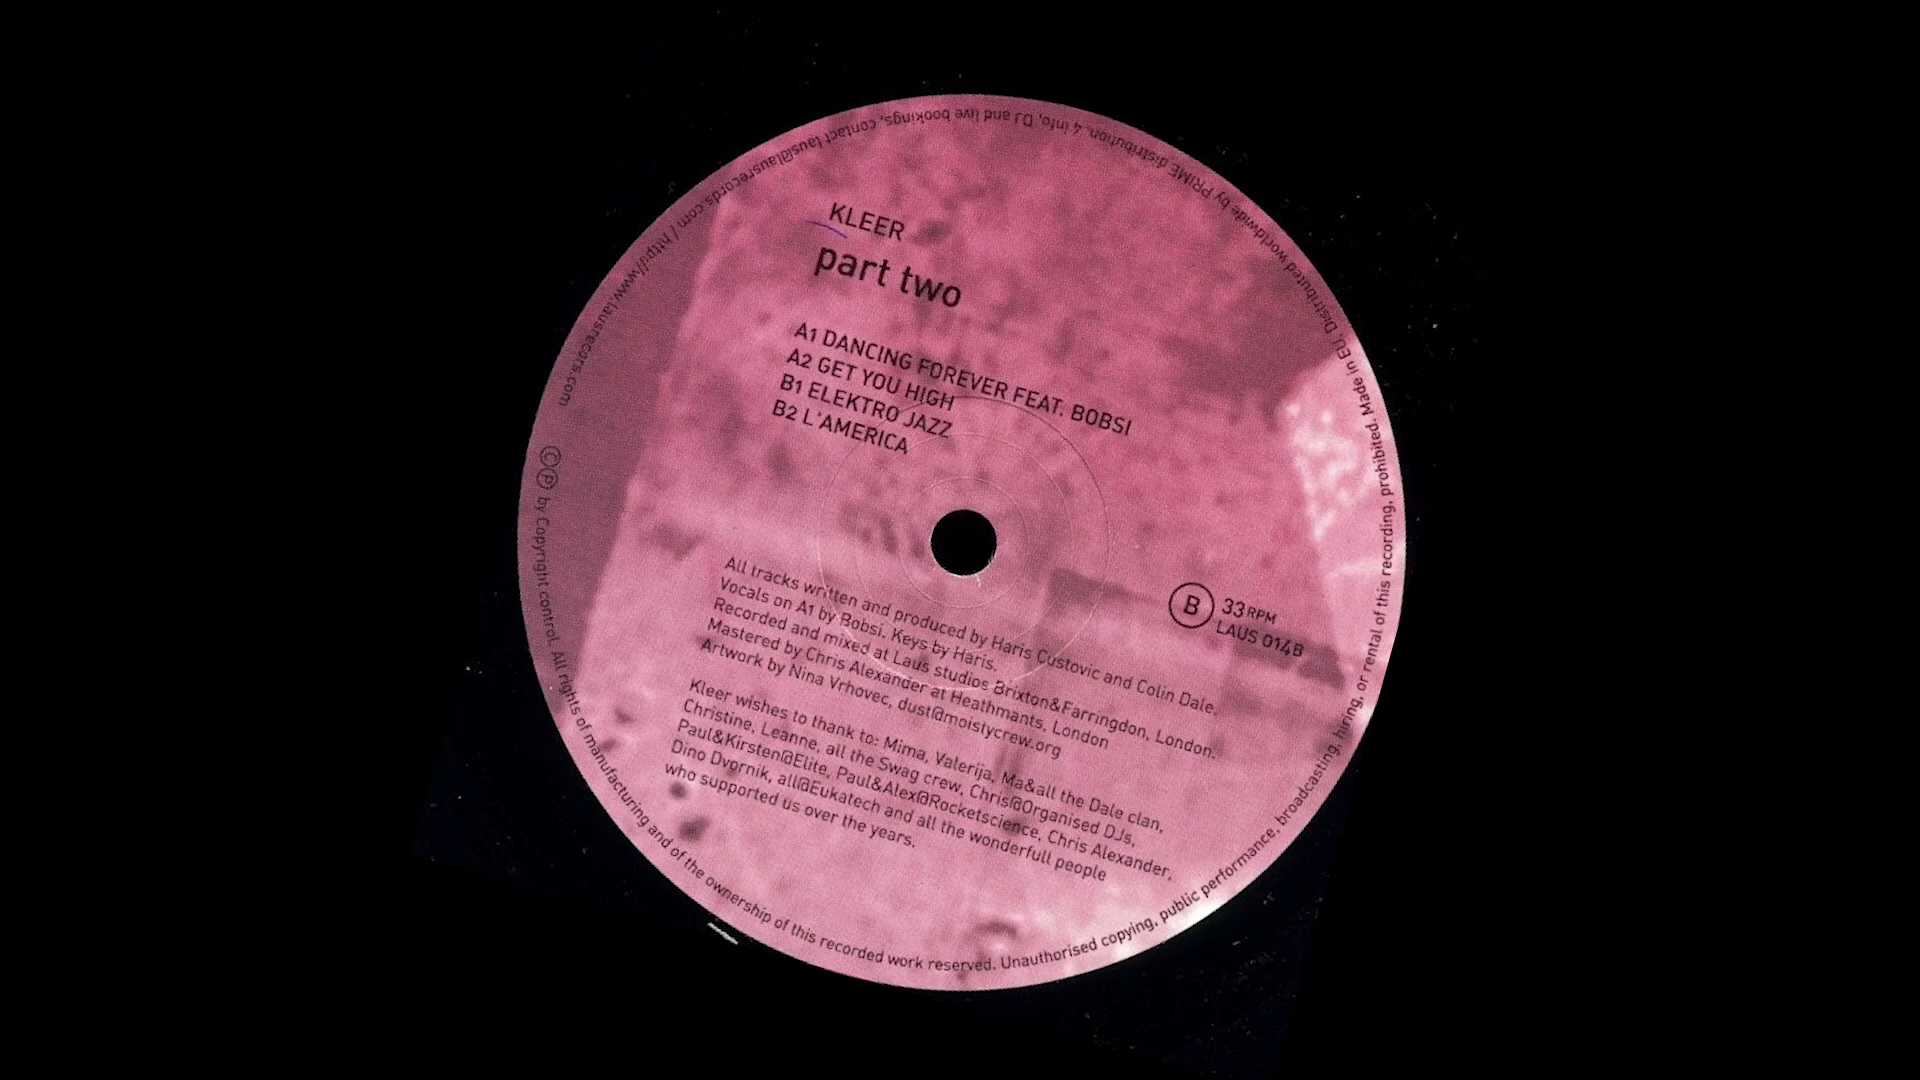 KLEER
part two
A1 DANCING FOREVER FEAT. BOBSI
A2 GET YOU HIGH
B1 ELEKTRO JAZZ
B2 L'AMERICA
B 33RPM
LAUS 014B
All tracks written and produced by Haris Custovic and Colin Dale.
Vocals on A1 by Bobsi. Keys by Haris.
Recorded and mixed at Laus studios Brixton&Farringdon, London.
Mastered by Chris Alexander at Heathmants, London
Artwork by Nina Vrhovec, dust@moistycrew.org
Kleer wishes to thank to: Mima, Valerija, Ma&all the Dale clan,
Christine, Leanne, all the Swag crew, Chris@Organised DJs,
Paul&Kirsten@Elite, Paul&Alex@Rocketscience, Chris Alexander,
Dino Dvornik, all@Eukatech and all the wonderfull people
who supported us over the years.
©℗ by Copyright control. All rights of manufacturing and of the ownership of this recorded work reserved. Unauthorised copying, public performance, broadcasting, hiring, or rental of this recording, prohibited. Made in EU. Distributed worldwide by PRIME distribution. 4 info, DJ and live bookings, contact laus@lausrecords.com / http://www.lausrecors.com